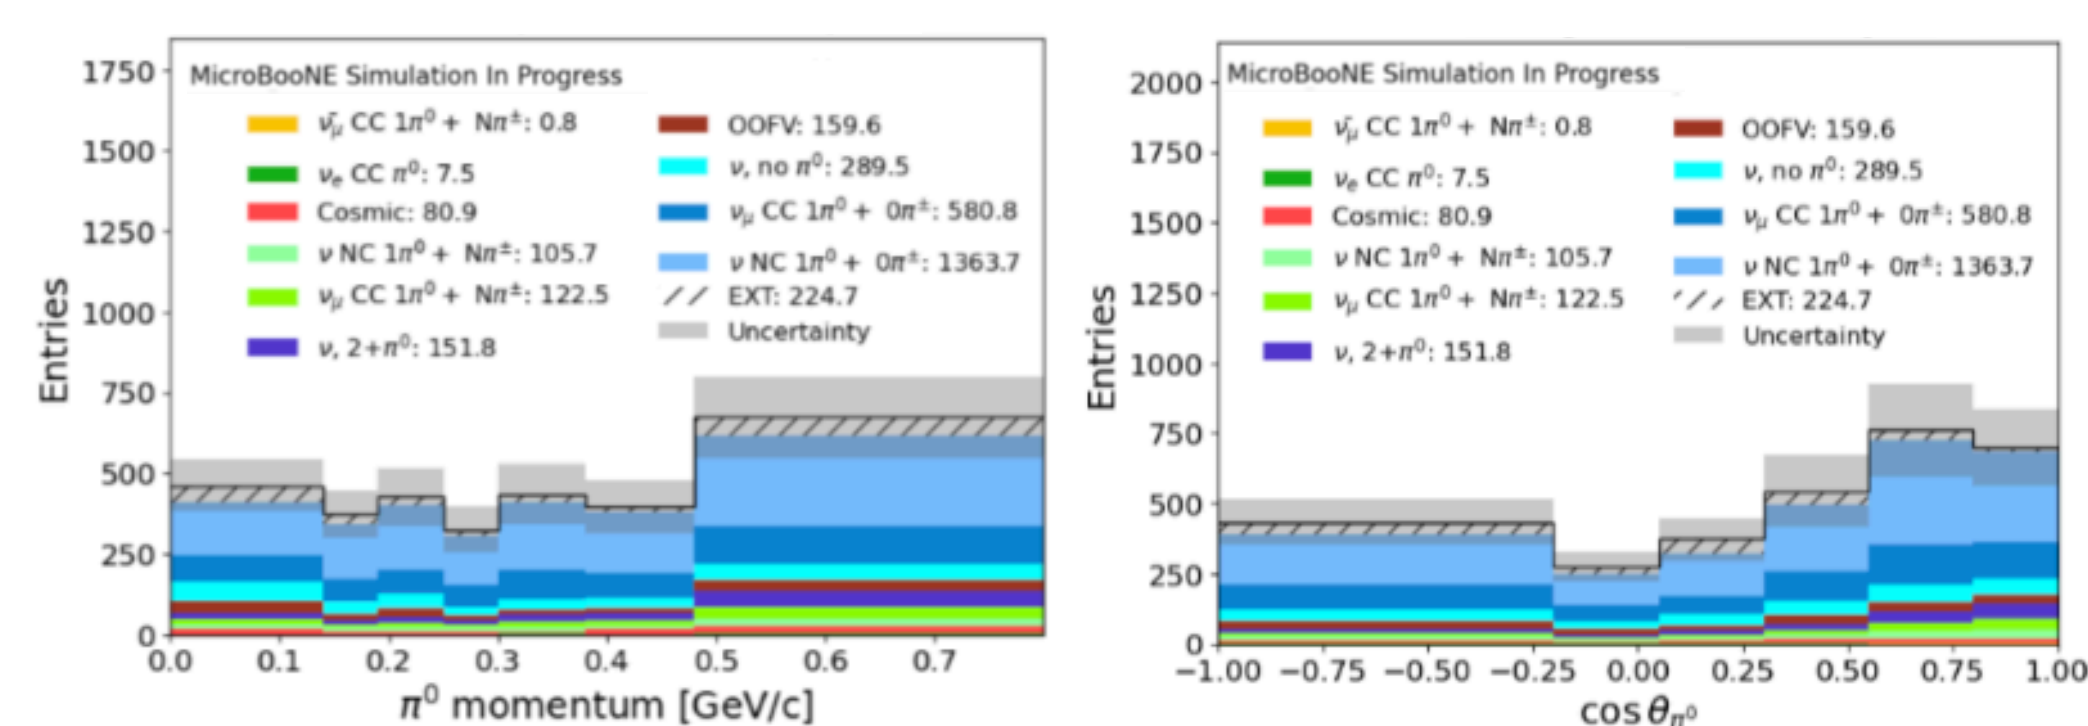 MicroBooNE Simulation In Progress
ν̄μ CC 1π⁰ + Nπ±: 0.8
νe CC π⁰: 7.5
Cosmic: 80.9
ν NC 1π⁰ + Nπ±: 105.7
νμ CC 1π⁰ + Nπ±: 122.5
ν, 2+π⁰: 151.8
OOFV: 159.6
ν, no π⁰: 289.5
νμ CC 1π⁰ + 0π±: 580.8
ν NC 1π⁰ + 0π±: 1363.7
EXT: 224.7
Uncertainty
Entries
1750
1500
1250
1000
750
500
250
0
0.0 0.1 0.2 0.3 0.4 0.5 0.6 0.7
π⁰ momentum [GeV/c]
MicroBooNE Simulation In Progress
ν̄μ CC 1π⁰ + Nπ±: 0.8
νe CC π⁰: 7.5
Cosmic: 80.9
ν NC 1π⁰ + Nπ±: 105.7
νμ CC 1π⁰ + Nπ±: 122.5
ν, 2+π⁰: 151.8
OOFV: 159.6
ν, no π⁰: 289.5
νμ CC 1π⁰ + 0π±: 580.8
ν NC 1π⁰ + 0π±: 1363.7
EXT: 224.7
Uncertainty
Entries
2000
1750
1500
1250
1000
750
500
250
0
−1.00 −0.75 −0.50 −0.25 0.00 0.25 0.50 0.75 1.00
cos θπ⁰